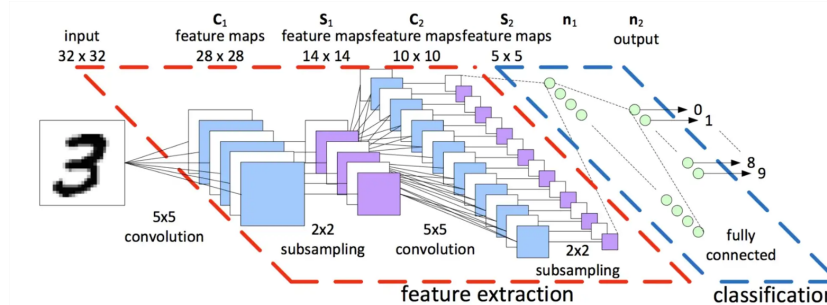 C₁ S₁ C₂ S₂ n₁ n₂
input feature maps feature maps feature maps feature maps output
32 x 32 28 x 28 14 x 14 10 x 10 5 x 5
0
1
8
9
5x5
convolution
2x2
subsampling
5x5
convolution
2x2
subsampling
fully
connected
feature extraction
classification